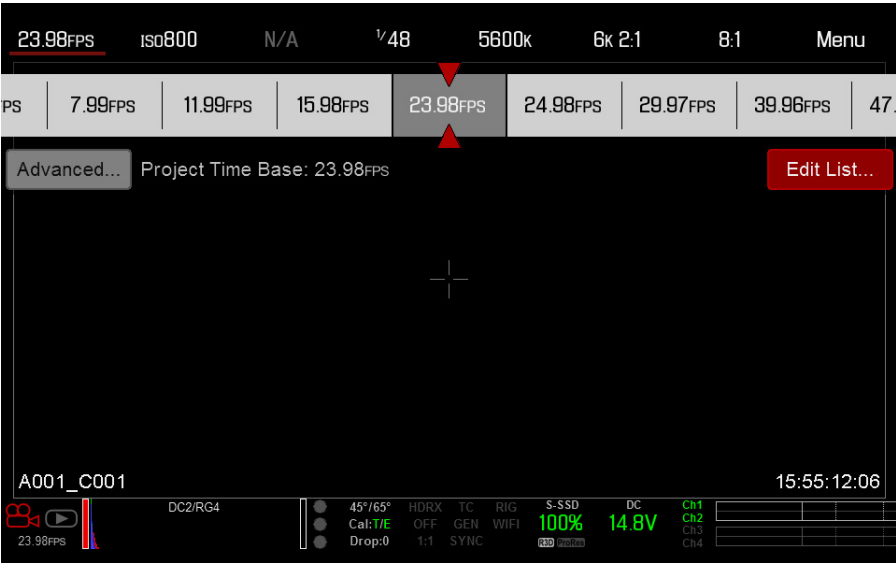 23.98FPS ISO800 N/A 1/48 5600K 6K 2:1 8:1 Menu
PS 7.99FPS 11.99FPS 15.98FPS 23.98FPS 24.98FPS 29.97FPS 39.96FPS 47.
Advanced... Project Time Base: 23.98FPS Edit List...
A001_C001 15:55:12:06
DC2/RG4 45°/65° HDRX TC RIG S-SSD DC Ch1
Cal:T/E OFF GEN WIFI 100% 14.8V Ch2
Ch3
23.98FPS Drop:0 1:1 SYNC R3D ProRes Ch4